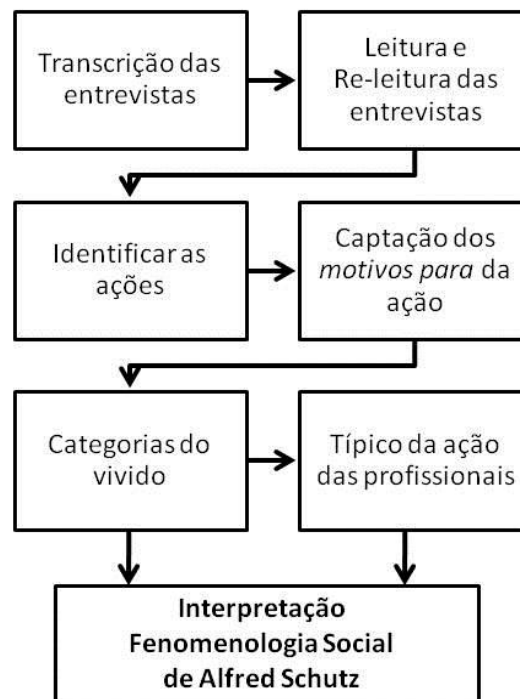 Transcrição das
entrevistas
Leitura e
Re-leitura das
entrevistas
Identificar as
ações
Captação dos
motivos para da
ação
Categorias do
vivido
Típico da ação
das profissionais
Interpretação
Fenomenologia Social
de Alfred Schutz